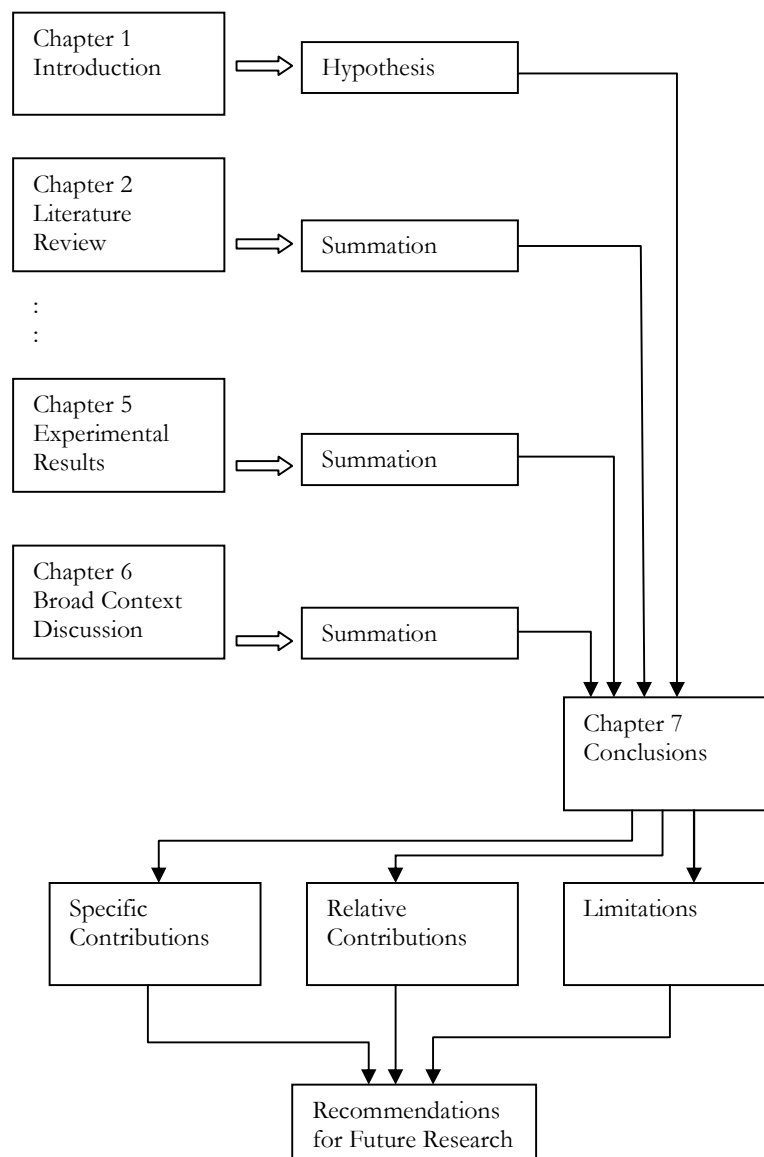 Chapter 1
Introduction
Hypothesis
Chapter 2
Literature
Review
Summation
:
:
Chapter 5
Experimental
Results
Summation
Chapter 6
Broad Context
Discussion
Summation
Chapter 7
Conclusions
Specific
Contributions
Relative
Contributions
Limitations
Recommendations
for Future Research